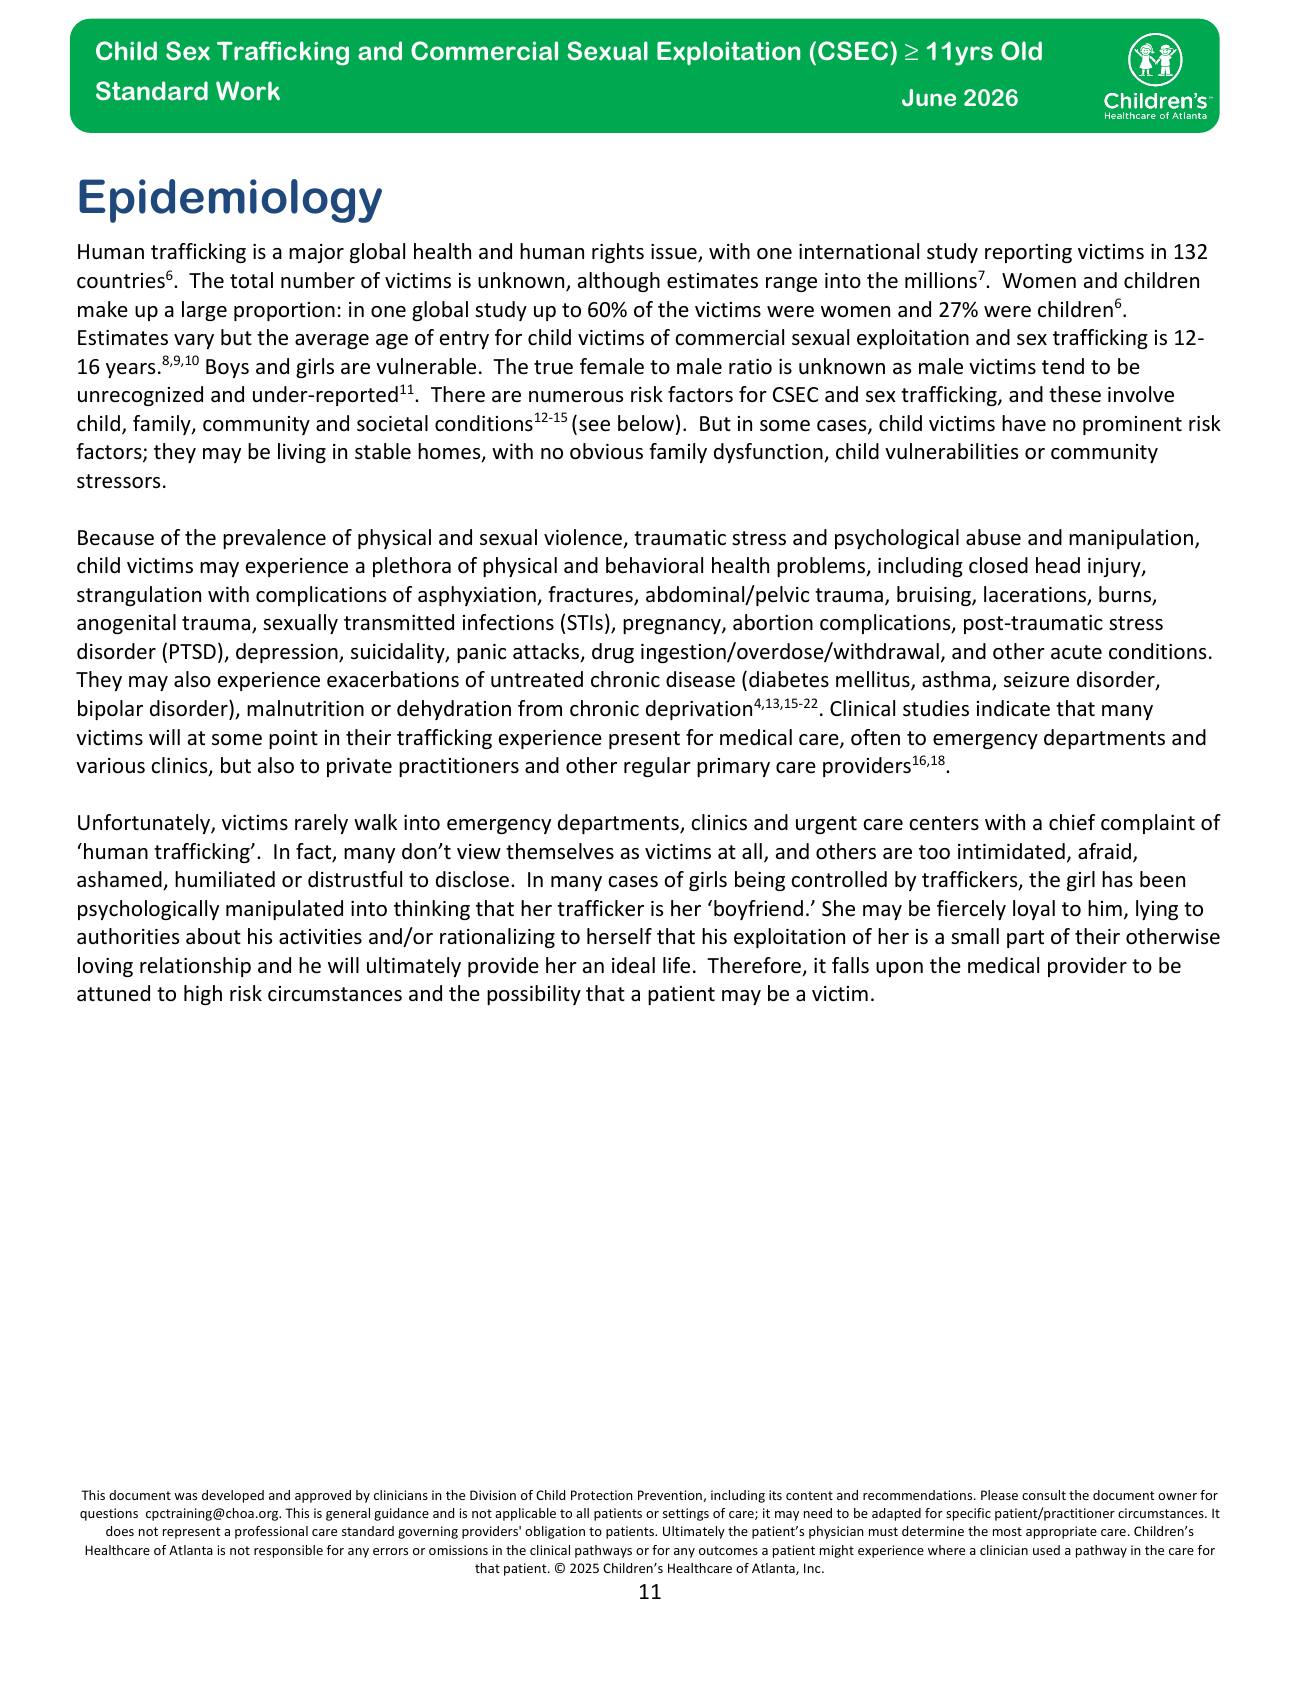 Child Sex Trafficking and Commercial Sexual Exploitation (CSEC) ≥ 11yrs Old
Standard Work
June 2026
Children's
Healthcare of Atlanta
Epidemiology
Human trafficking is a major global health and human rights issue, with one international study reporting victims in 132
countries6.  The total number of victims is unknown, although estimates range into the millions7.  Women and children
make up a large proportion: in one global study up to 60% of the victims were women and 27% were children6.
Estimates vary but the average age of entry for child victims of commercial sexual exploitation and sex trafficking is 12-
16 years.8,9,10 Boys and girls are vulnerable.  The true female to male ratio is unknown as male victims tend to be
unrecognized and under-reported11.  There are numerous risk factors for CSEC and sex trafficking, and these involve
child, family, community and societal conditions12-15 (see below).  But in some cases, child victims have no prominent risk
factors; they may be living in stable homes, with no obvious family dysfunction, child vulnerabilities or community
stressors.
Because of the prevalence of physical and sexual violence, traumatic stress and psychological abuse and manipulation,
child victims may experience a plethora of physical and behavioral health problems, including closed head injury,
strangulation with complications of asphyxiation, fractures, abdominal/pelvic trauma, bruising, lacerations, burns,
anogenital trauma, sexually transmitted infections (STIs), pregnancy, abortion complications, post-traumatic stress
disorder (PTSD), depression, suicidality, panic attacks, drug ingestion/overdose/withdrawal, and other acute conditions.
They may also experience exacerbations of untreated chronic disease (diabetes mellitus, asthma, seizure disorder,
bipolar disorder), malnutrition or dehydration from chronic deprivation4,13,15-22. Clinical studies indicate that many
victims will at some point in their trafficking experience present for medical care, often to emergency departments and
various clinics, but also to private practitioners and other regular primary care providers16,18.
Unfortunately, victims rarely walk into emergency departments, clinics and urgent care centers with a chief complaint of
‘human trafficking’.  In fact, many don’t view themselves as victims at all, and others are too intimidated, afraid,
ashamed, humiliated or distrustful to disclose.  In many cases of girls being controlled by traffickers, the girl has been
psychologically manipulated into thinking that her trafficker is her ‘boyfriend.’ She may be fiercely loyal to him, lying to
authorities about his activities and/or rationalizing to herself that his exploitation of her is a small part of their otherwise
loving relationship and he will ultimately provide her an ideal life.  Therefore, it falls upon the medical provider to be
attuned to high risk circumstances and the possibility that a patient may be a victim.
This document was developed and approved by clinicians in the Division of Child Protection Prevention, including its content and recommendations. Please consult the document owner for
questions  cpctraining@choa.org. This is general guidance and is not applicable to all patients or settings of care; it may need to be adapted for specific patient/practitioner circumstances. It
does not represent a professional care standard governing providers' obligation to patients. Ultimately the patient’s physician must determine the most appropriate care. Children’s
Healthcare of Atlanta is not responsible for any errors or omissions in the clinical pathways or for any outcomes a patient might experience where a clinician used a pathway in the care for
that patient. © 2025 Children’s Healthcare of Atlanta, Inc.
11